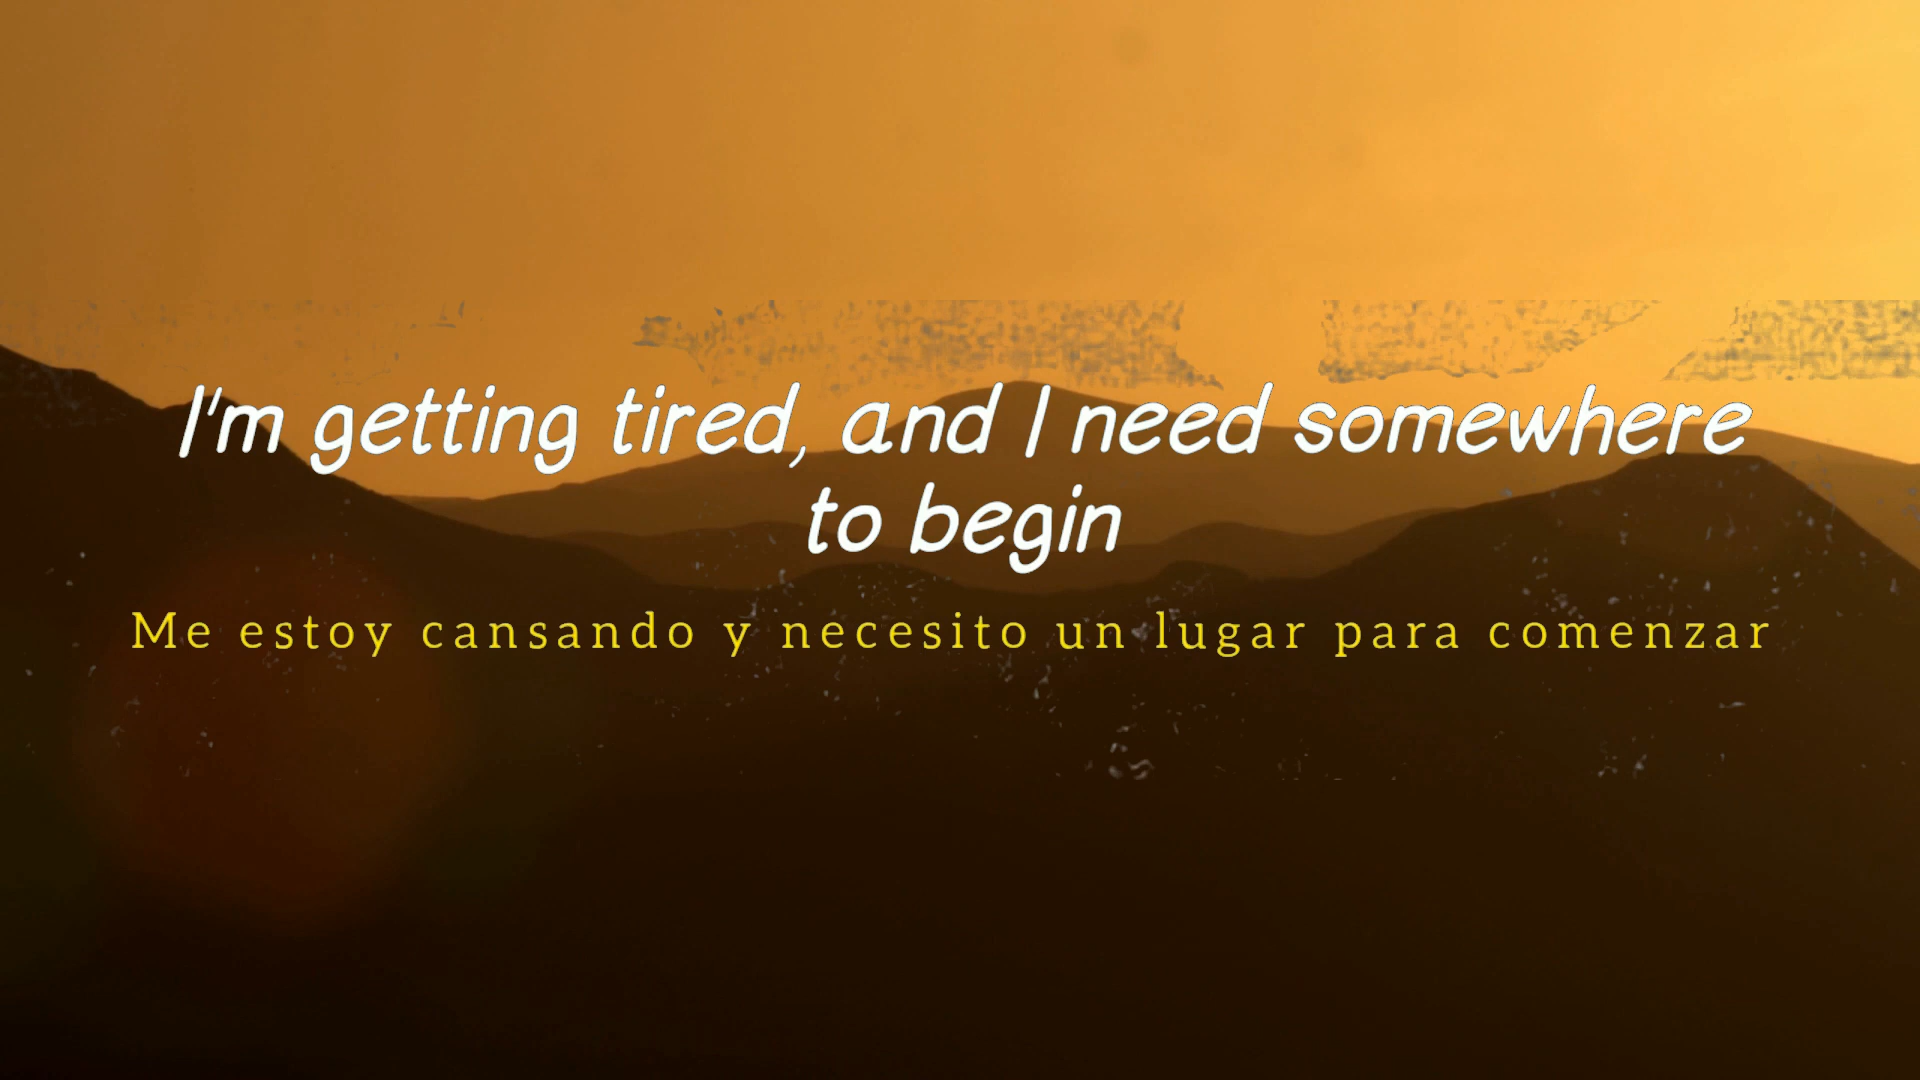 I'm getting tired, and I need somewhere
to begin
Me estoy cansando y necesito un lugar para comenzar